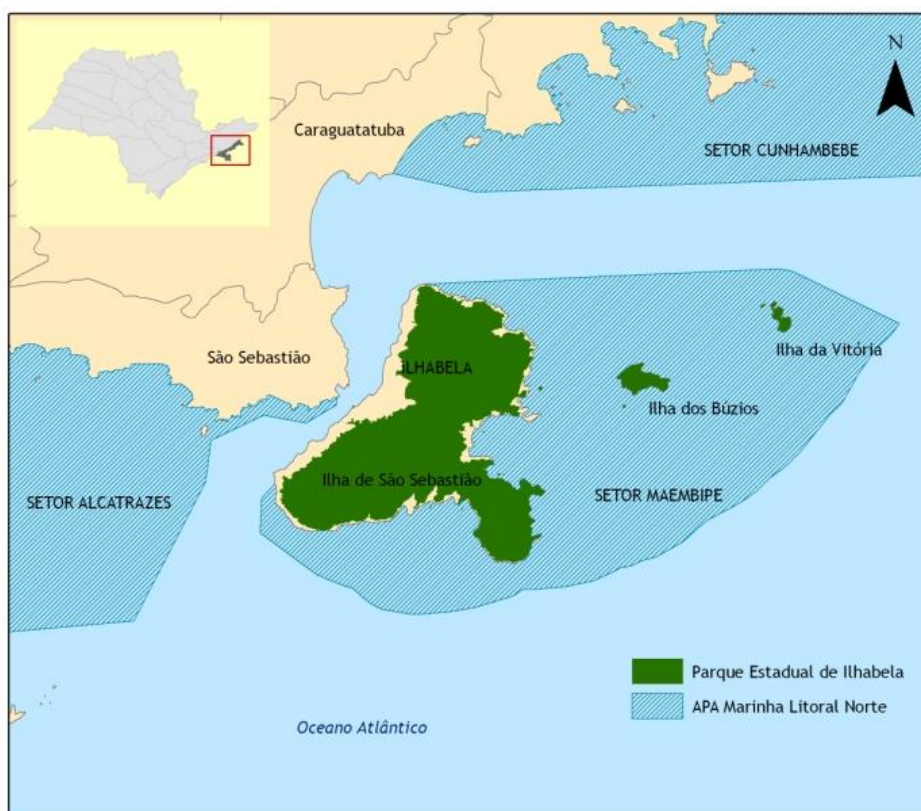 N
Caraguatatuba
SETOR CUNHAMBEBE
São Sebastião
ILHABELA
Ilha da Vitória
Ilha dos Búzios
Ilha de São Sebastião
SETOR ALCATRAZES
SETOR MAEMBIPE
Parque Estadual de Ilhabela
APA Marinha Litoral Norte
Oceano Atlântico